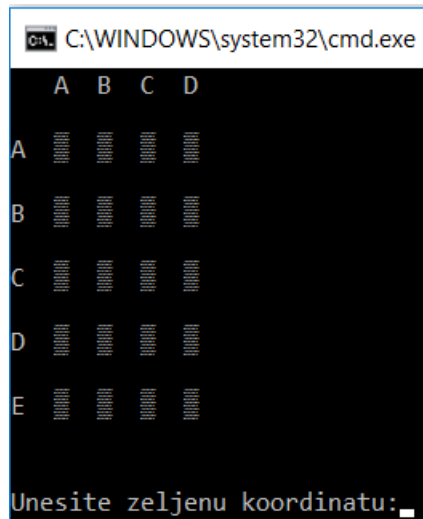 C:\WINDOWS\system32\cmd.exe
A B C D
A ▒ ▒ ▒ ▒
B ▒ ▒ ▒ ▒
C ▒ ▒ ▒ ▒
D ▒ ▒ ▒ ▒
E ▒ ▒ ▒ ▒
Unesite zeljenu koordinatu: